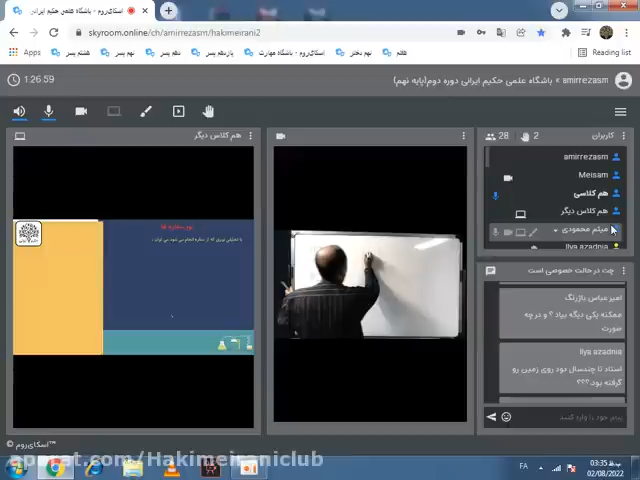 اسکای‌روم - باشگاه علمی حکیم ایرانی
skyroom.online/ch/amirrezasm/hakimeirani2
Apps
هفتم پسر
نهم پسر
دهم پسر
یازدهم پسر
اسکای‌روم - باشگاه مهارت
نهم دختر
هفتم
Reading list
1:26:59
amirrezasm » باشگاه علمی حکیم ایرانی دوره دوم(پایه نهم)
هم کلاس دیگر
28
2
کاربران
amirrezasm
Meisam
هم کلاسی
هم کلاس دیگر
میثم محمودی
Ilya azadnia
چت در حالت خصوصی است
امیر عباس بازرنگ
ممکنه یکی دیگه بیاد ؟ و در چه
صورت
Ilya azadnia
استاد تا چندسال دود روی زمین رو
گرفته بود.؟؟؟
پیام خود را وارد کنید
© اسکای‌روم™
aparat.com/Hakimeiraniclub
FA
03:35 ب.ظ
02/08/2022